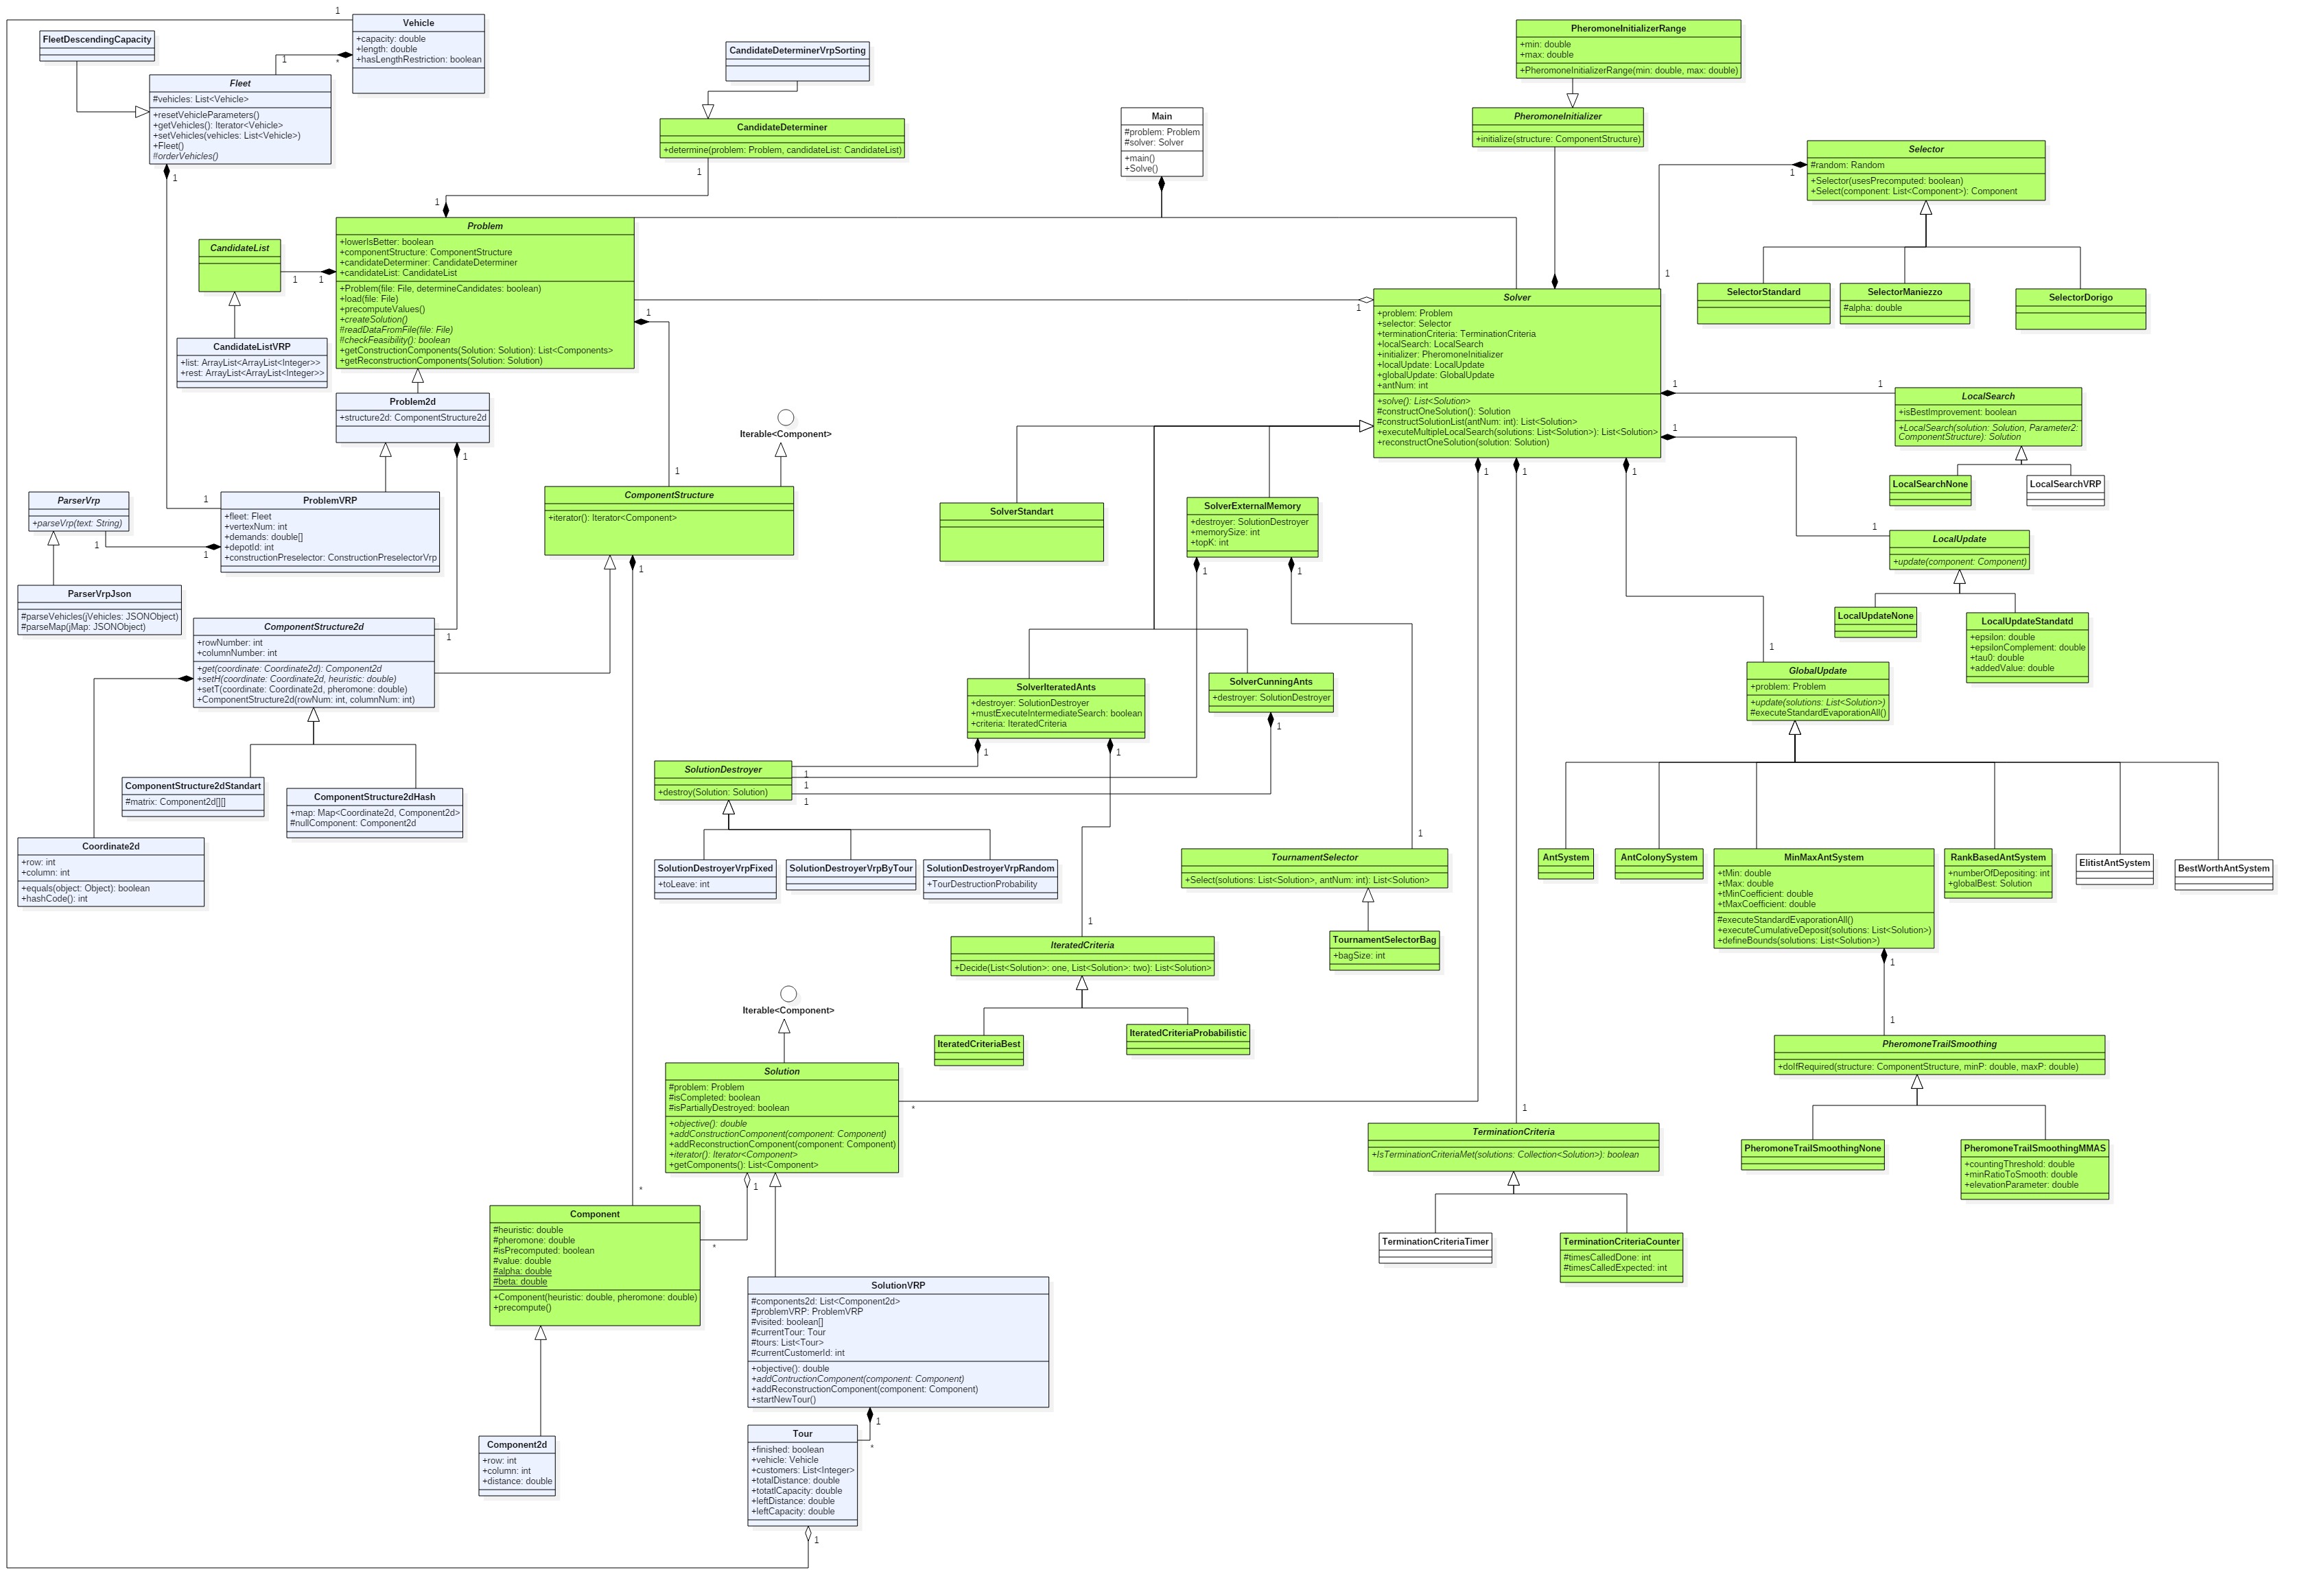 1
Vehicle
+capacity: double
+length: double
+hasLengthRestriction: boolean
FleetDescendingCapacity
1
*
Fleet
#vehicles: List<Vehicle>
+resetVehicleParameters()
+getVehicles(): Iterator<Vehicle>
+setVehicles(vehicles: List<Vehicle>)
+Fleet()
#orderVehicles()
1
CandidateDeterminerVrpSorting
CandidateDeterminer
+determine(problem: Problem, candidateList: CandidateList)
1
1
Main
#problem: Problem
#solver: Solver
+main()
+Solve()
PheromoneInitializerRange
+min: double
+max: double
+PheromoneInitializerRange(min: double, max: double)
PheromoneInitializer
+initialize(structure: ComponentStructure)
Selector
#random: Random
+Selector(usesPrecomputed: boolean)
+Select(component: List<Component>): Component
1
1
SelectorStandard
SelectorManiezzo
#alpha: double
SelectorDorigo
Problem
+lowerIsBetter: boolean
+componentStructure: ComponentStructure
+candidateDeterminer: CandidateDeterminer
+candidateList: CandidateList
+Problem(file: File, determineCandidates: boolean)
+load(file: File)
+precomputeValues()
+createSolution()
#readDataFromFile(file: File)
#checkFeasibility(): boolean
+getConstructionComponents(Solution: Solution): List<Components>
+getReconstructionComponents(Solution: Solution)
CandidateList
1
1
CandidateListVRP
+list: ArrayList<ArrayList<Integer>>
+rest: ArrayList<ArrayList<Integer>>
1
1
1
Solver
+problem: Problem
+selector: Selector
+terminationCriteria: TerminationCriteria
+localSearch: LocalSearch
+initializer: PheromoneInitializer
+localUpdate: LocalUpdate
+globalUpdate: GlobalUpdate
+antNum: int
+solve(): List<Solution>
#constructOneSolution(): Solution
#constructSolutionList(antNum: int): List<Solution>
+executeMultipleLocalSearch(solutions: List<Solution>): List<Solution>
+reconstructOneSolution(solution: Solution)
1
1
1
1
1
1
1
LocalSearch
+isBestImprovement: boolean
+LocalSearch(solution: Solution, Parameter2:
ComponentStructure): Solution
LocalSearchNone
LocalSearchVRP
LocalUpdate
+update(component: Component)
LocalUpdateNone
LocalUpdateStandatd
+epsilon: double
+epsilonComplement: double
+tau0: double
+addedValue: double
Problem2d
+structure2d: ComponentStructure2d
1
1
Iterable<Component>
ParserVrp
+parseVrp(text: String)
1
ProblemVRP
+fleet: Fleet
+vertexNum: int
+demands: double[]
+depotId: int
+constructionPreselector: ConstructionPreselectorVrp
1
1
ParserVrpJson
#parseVehicles(jVehicles: JSONObject)
#parseMap(jMap: JSONObject)
ComponentStructure
+iterator(): Iterator<Component>
1
SolverStandart
SolverExternalMemory
+destroyer: SolutionDestroyer
+memorySize: int
+topK: int
1
1
ComponentStructure2d
+rowNumber: int
+columnNumber: int
+get(coordinate: Coordinate2d): Component2d
+setH(coordinate: Coordinate2d, heuristic: double)
+setT(coordinate: Coordinate2d, pheromone: double)
+ComponentStructure2d(rowNum: int, columnNum: int)
ComponentStructure2dStandart
#matrix: Component2d[][]
ComponentStructure2dHash
+map: Map<Coordinate2d, Component2d>
#nullComponent: Component2d
Coordinate2d
+row: int
+column: int
+equals(object: Object): boolean
+hashCode(): int
SolverIteratedAnts
+destroyer: SolutionDestroyer
+mustExecuteIntermediateSearch: boolean
+criteria: IteratedCriteria
1
1
SolverCunningAnts
+destroyer: SolutionDestroyer
1
SolutionDestroyer
+destroy(Solution: Solution)
1
1
1
SolutionDestroyerVrpFixed
+toLeave: int
SolutionDestroyerVrpByTour
SolutionDestroyerVrpRandom
+TourDestructionProbability
1
GlobalUpdate
+problem: Problem
+update(solutions: List<Solution>)
#executeStandardEvaporationAll()
AntSystem
AntColonySystem
MinMaxAntSystem
+tMin: double
+tMax: double
+tMinCoefficient: double
+tMaxCoefficient: double
#executeStandardEvaporationAll()
+executeCumulativeDeposit(solutions: List<Solution>)
+defineBounds(solutions: List<Solution>)
RankBasedAntSystem
+numberOfDepositing: int
+globalBest: Solution
ElitistAntSystem
BestWorthAntSystem
1
TournamentSelector
+Select(solutions: List<Solution>, antNum: int): List<Solution>
TournamentSelectorBag
+bagSize: int
1
IteratedCriteria
+Decide(List<Solution>: one, List<Solution>: two): List<Solution>
IteratedCriteriaBest
IteratedCriteriaProbabilistic
1
1
PheromoneTrailSmoothing
+doIfRequired(structure: ComponentStructure, minP: double, maxP: double)
PheromoneTrailSmoothingNone
PheromoneTrailSmoothingMMAS
+countingThreshold: double
+minRatioToSmooth: double
+elevationParameter: double
Iterable<Component>
Solution
#problem: Problem
#isCompleted: boolean
#isPartiallyDestroyed: boolean
+objective(): double
+addConstructionComponent(component: Component)
+addReconstructionComponent(component: Component)
+iterator(): Iterator<Component>
+getComponents(): List<Component>
*
1
1
TerminationCriteria
+IsTerminationCriteriaMet(solutions: Collection<Solution>): boolean
TerminationCriteriaTimer
TerminationCriteriaCounter
#timesCalledDone: int
#timesCalledExpected: int
*
Component
#heuristic: double
#pheromone: double
#isPrecomputed: boolean
#value: double
#alpha: double
#beta: double
+Component(heuristic: double, pheromone: double)
+precompute()
*
Component2d
+row: int
+column: int
+distance: double
SolutionVRP
#components2d: List<Component2d>
#problemVRP: ProblemVRP
#visited: boolean[]
#currentTour: Tour
#tours: List<Tour>
#currentCustomerId: int
+objective(): double
+addContructionComponent(component: Component)
+addReconstructionComponent(component: Component)
+startNewTour()
1
*
Tour
+finished: boolean
+vehicle: Vehicle
+customers: List<Integer>
+totalDistance: double
+totatlCapacity: double
+leftDistance: double
+leftCapacity: double
1